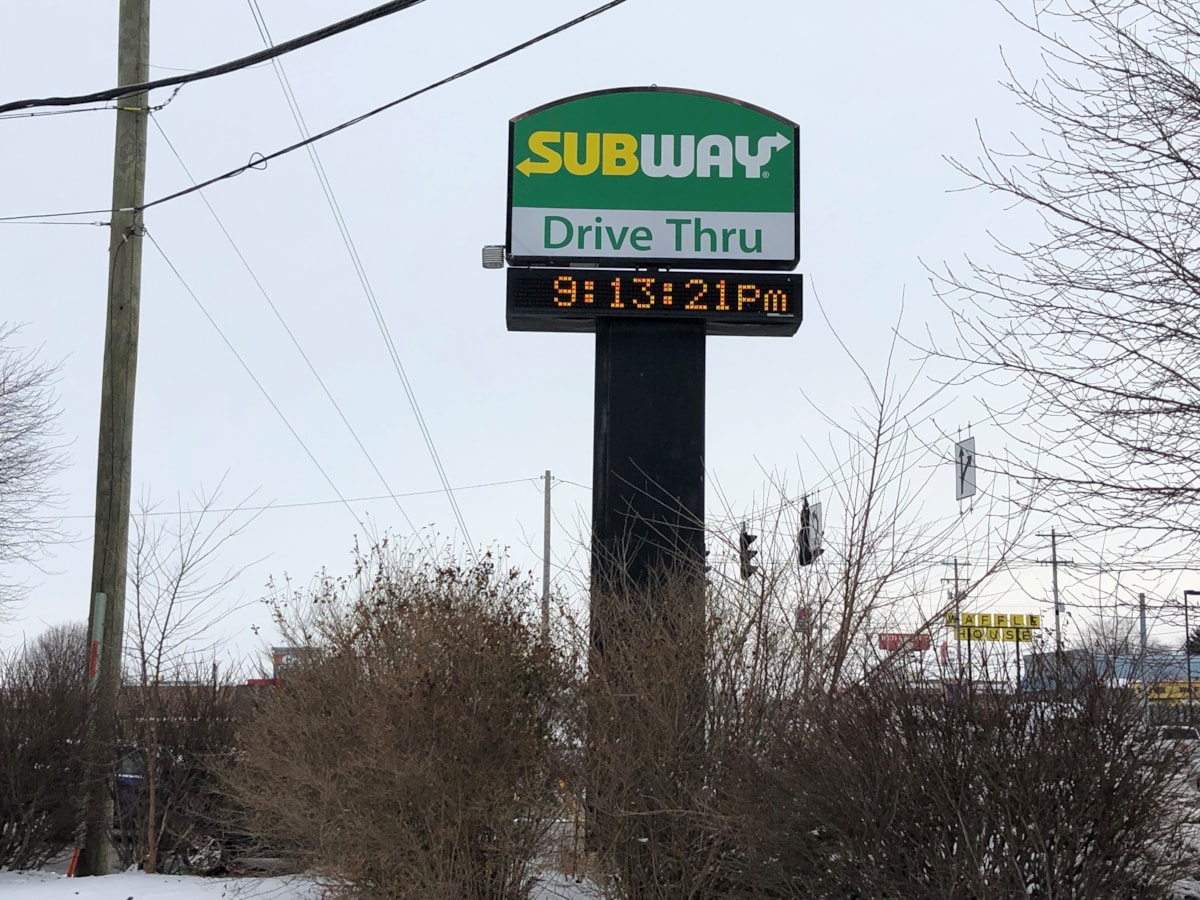 SUBWAY®
Drive Thru
9:13:21Pm
WAFFLE
HOUSE